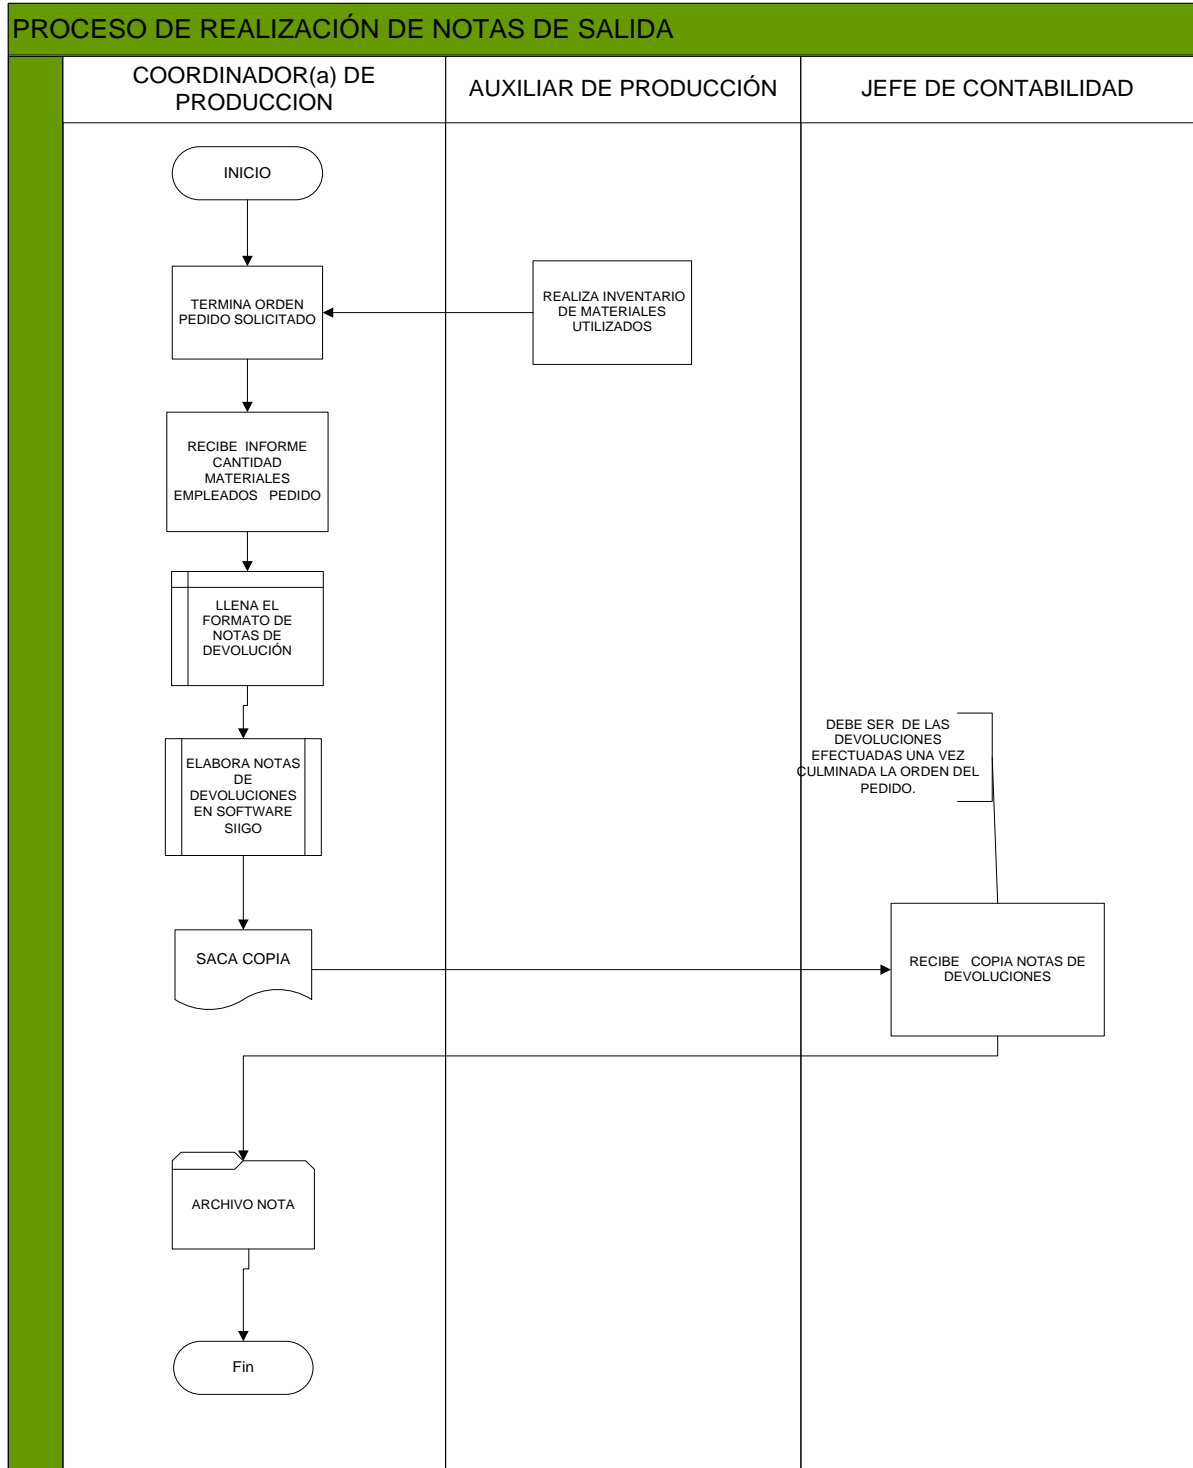 PROCESO DE REALIZACIÓN DE NOTAS DE SALIDA
COORDINADOR(a) DE
PRODUCCION
AUXILIAR DE PRODUCCIÓN
JEFE DE CONTABILIDAD
INICIO
TERMINA ORDEN
PEDIDO SOLICITADO
REALIZA INVENTARIO
DE MATERIALES
UTILIZADOS
RECIBE INFORME
CANTIDAD
MATERIALES
EMPLEADOS PEDIDO
LLENA EL
FORMATO DE
NOTAS DE
DEVOLUCIÓN
ELABORA NOTAS
DE
DEVOLUCIONES
EN SOFTWARE
SIIGO
DEBE SER DE LAS
DEVOLUCIONES
EFECTUADAS UNA VEZ
CULMINADA LA ORDEN DEL
PEDIDO.
SACA COPIA
RECIBE COPIA NOTAS DE
DEVOLUCIONES
ARCHIVO NOTA
Fin